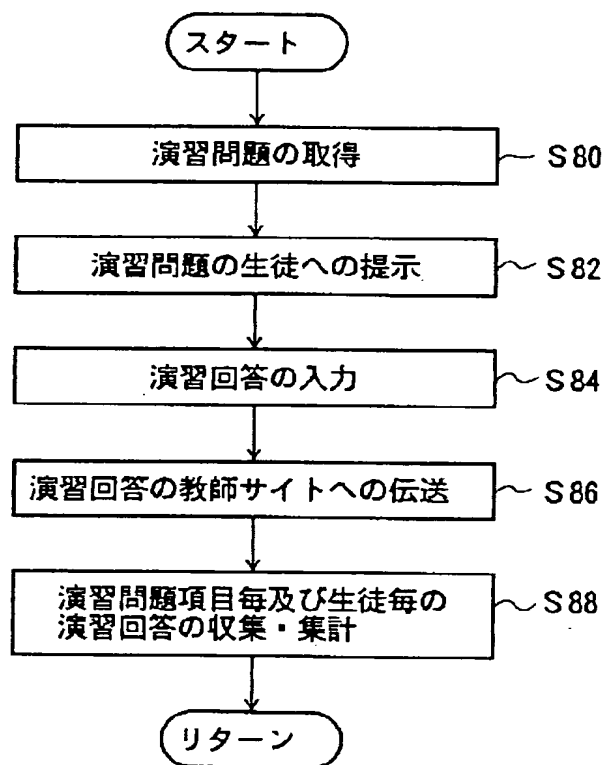 スタート
演習問題の取得
S80
演習問題の生徒への提示
S82
演習回答の入力
S84
演習回答の教師サイトへの伝送
S86
演習問題項目毎及び生徒毎の
演習回答の収集・集計
S88
リターン